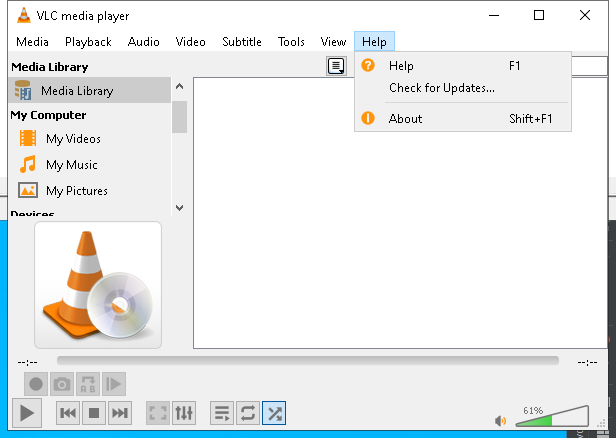 VLC media player
Media Playback Audio Video Subtitle Tools View Help
Media Library
Media Library
My Computer
My Videos
My Music
My Pictures
Devices
Help F1
Check for Updates...
About Shift+F1
--:-- --:--
A B
61%